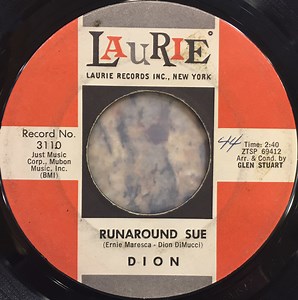 LAURIE®
LAURIE RECORDS INC., NEW YORK
Record No.
3110
Just Music
Corp., Mubon
Music, Inc.
(BMI)
44
Time: 2:40
ZTSP 69412
Arr. & Cond. by
GLEN STUART
RUNAROUND SUE
(Ernie Maresca - Dion DiMucci)
DION